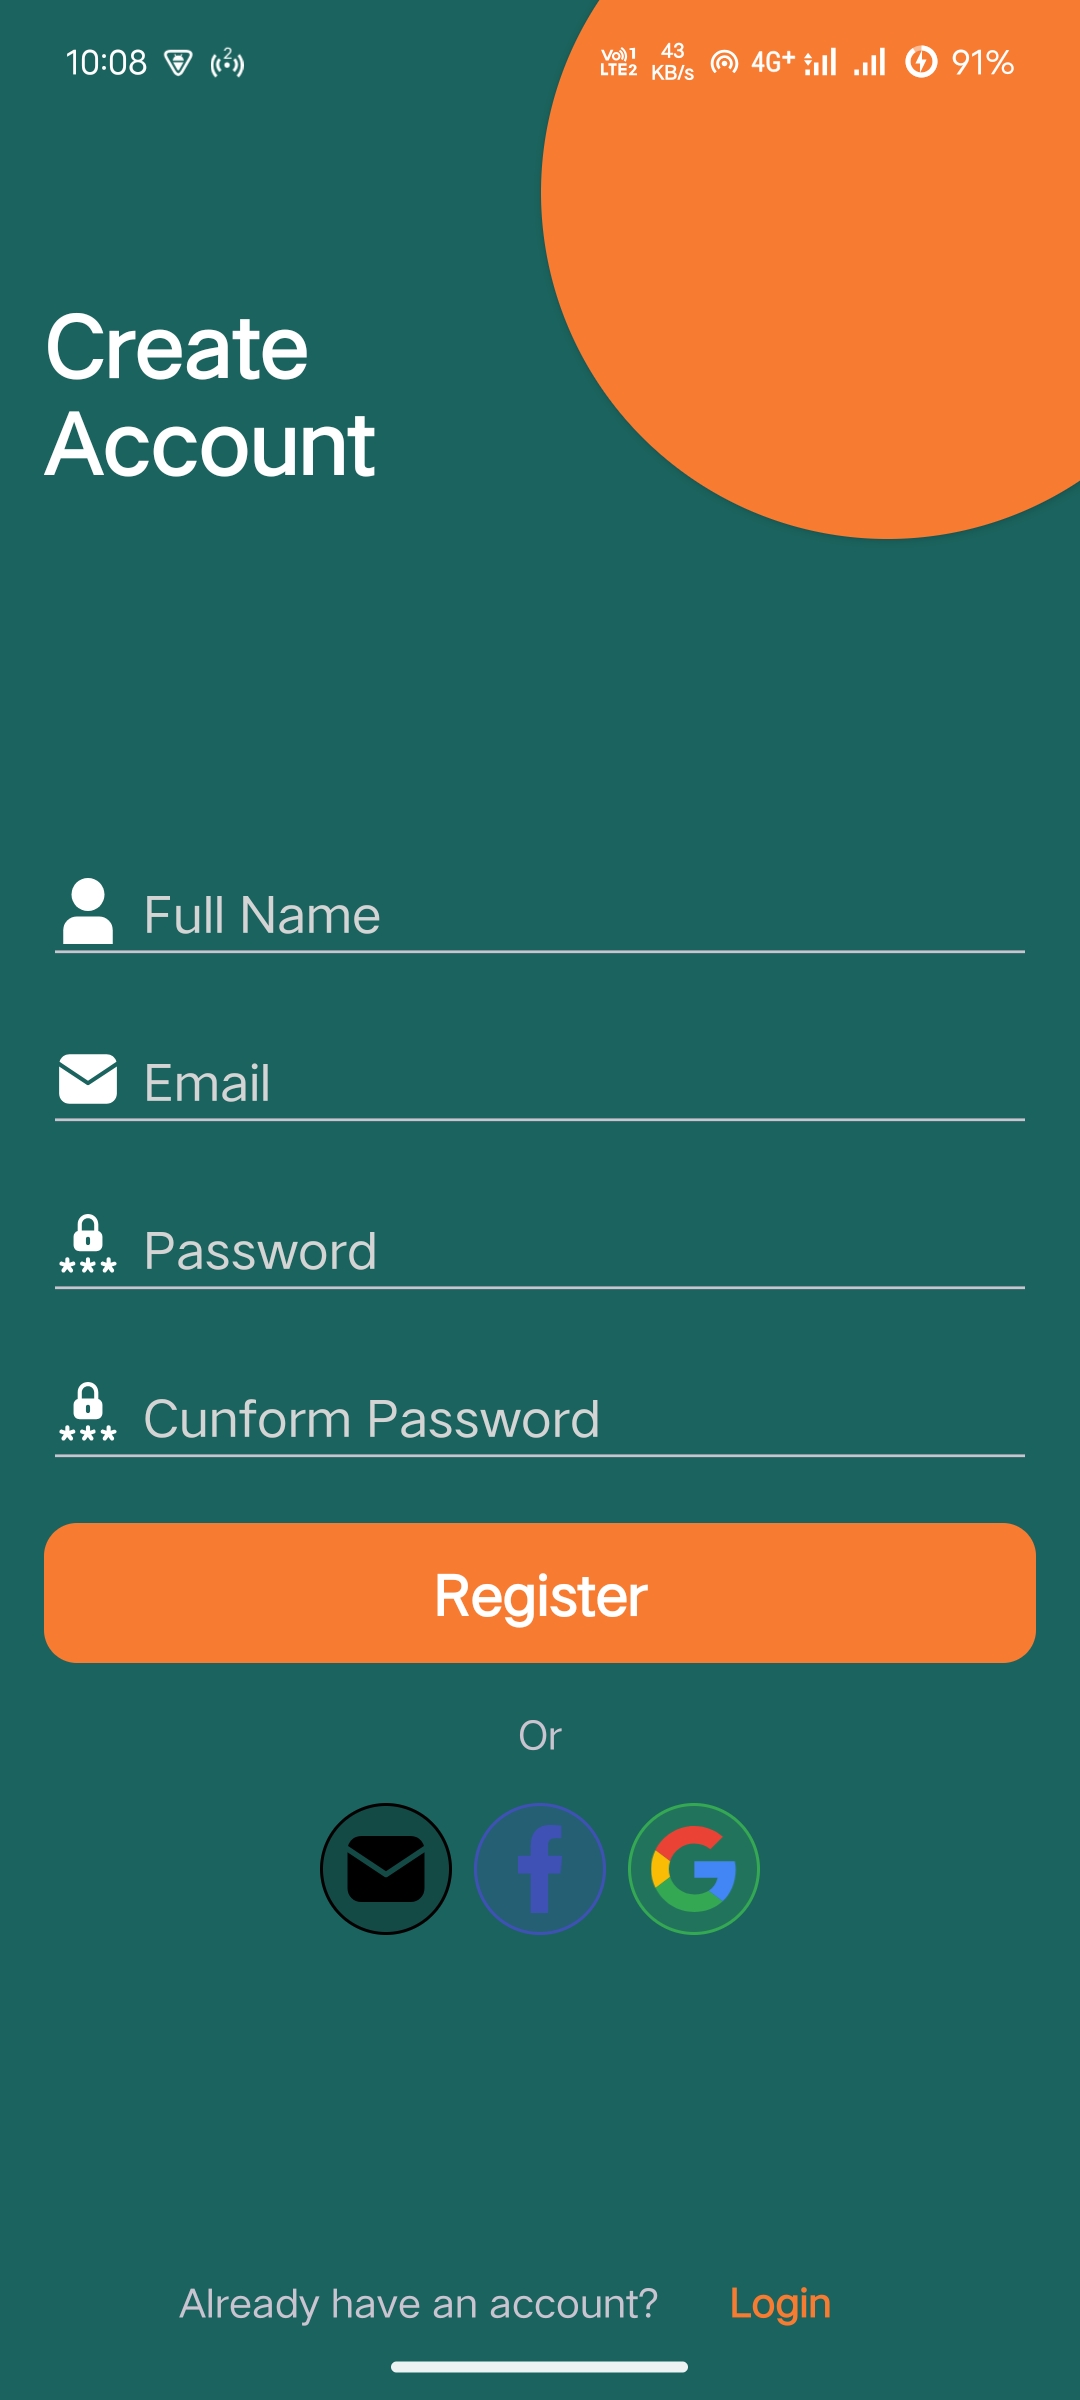 10:08 2 Vo)) 1 LTE2 43 KB/s 4G+ 91%
Create
Account
Full Name
Email
*** Password
*** Cunform Password
Register
Or
Already have an account? Login